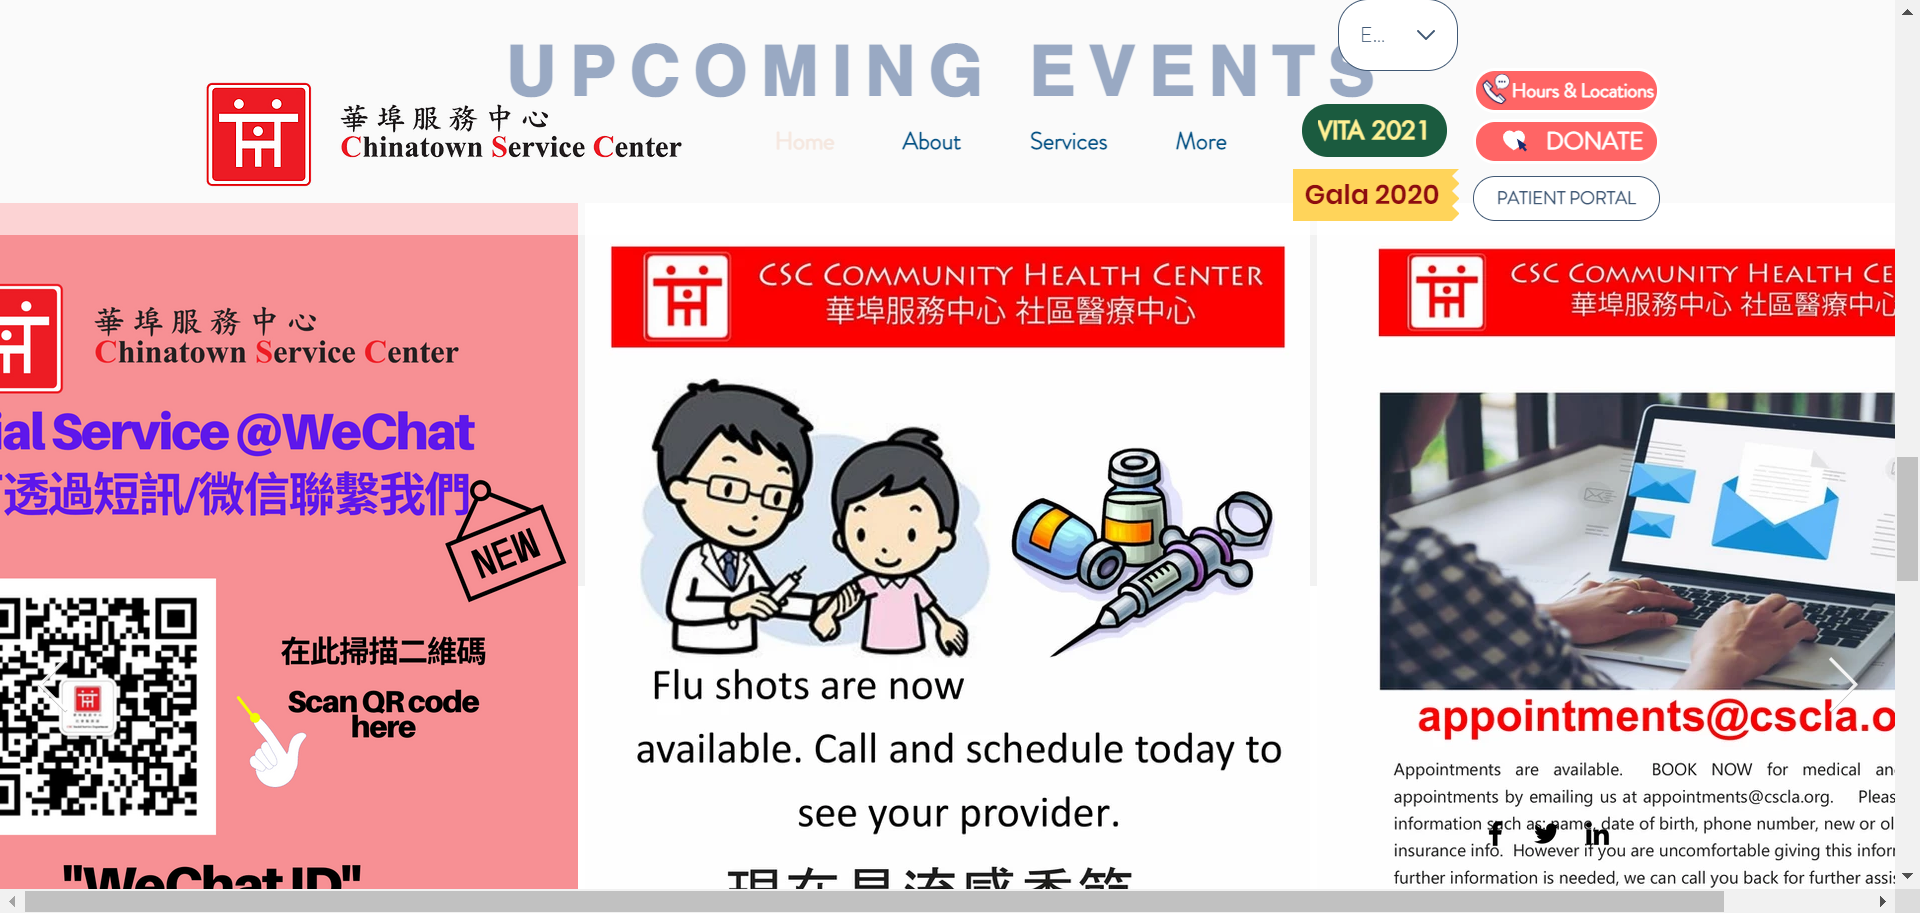 UPCOMING EVENTS
E...
華埠服務中心
Chinatown Service Center
Home
About
Services
More
VITA 2021
Gala 2020
Hours & Locations
DONATE
PATIENT PORTAL
華埠服務中心
Chinatown Service Center
ial Service @WeChat
透過短訊/微信聯繫我們
NEW
在此掃描二維碼
Scan QR code
here
"WeChat ID"
CSC COMMUNITY HEALTH CENTER
華埠服務中心 社區醫療中心
Flu shots are now
available. Call and schedule today to
see your provider.
現在是流感季節
CSC COMMUNITY HEALTH CE
華埠服務中心 社區醫療中心
appointments@cscla.o
Appointments are available. BOOK NOW for medical an
appointments by emailing us at appointments@cscla.org. Pleas
information such as: name, date of birth, phone number, new or ol
insurance info. However if you are uncomfortable giving this infor
further information is needed, we can call you back for further assis